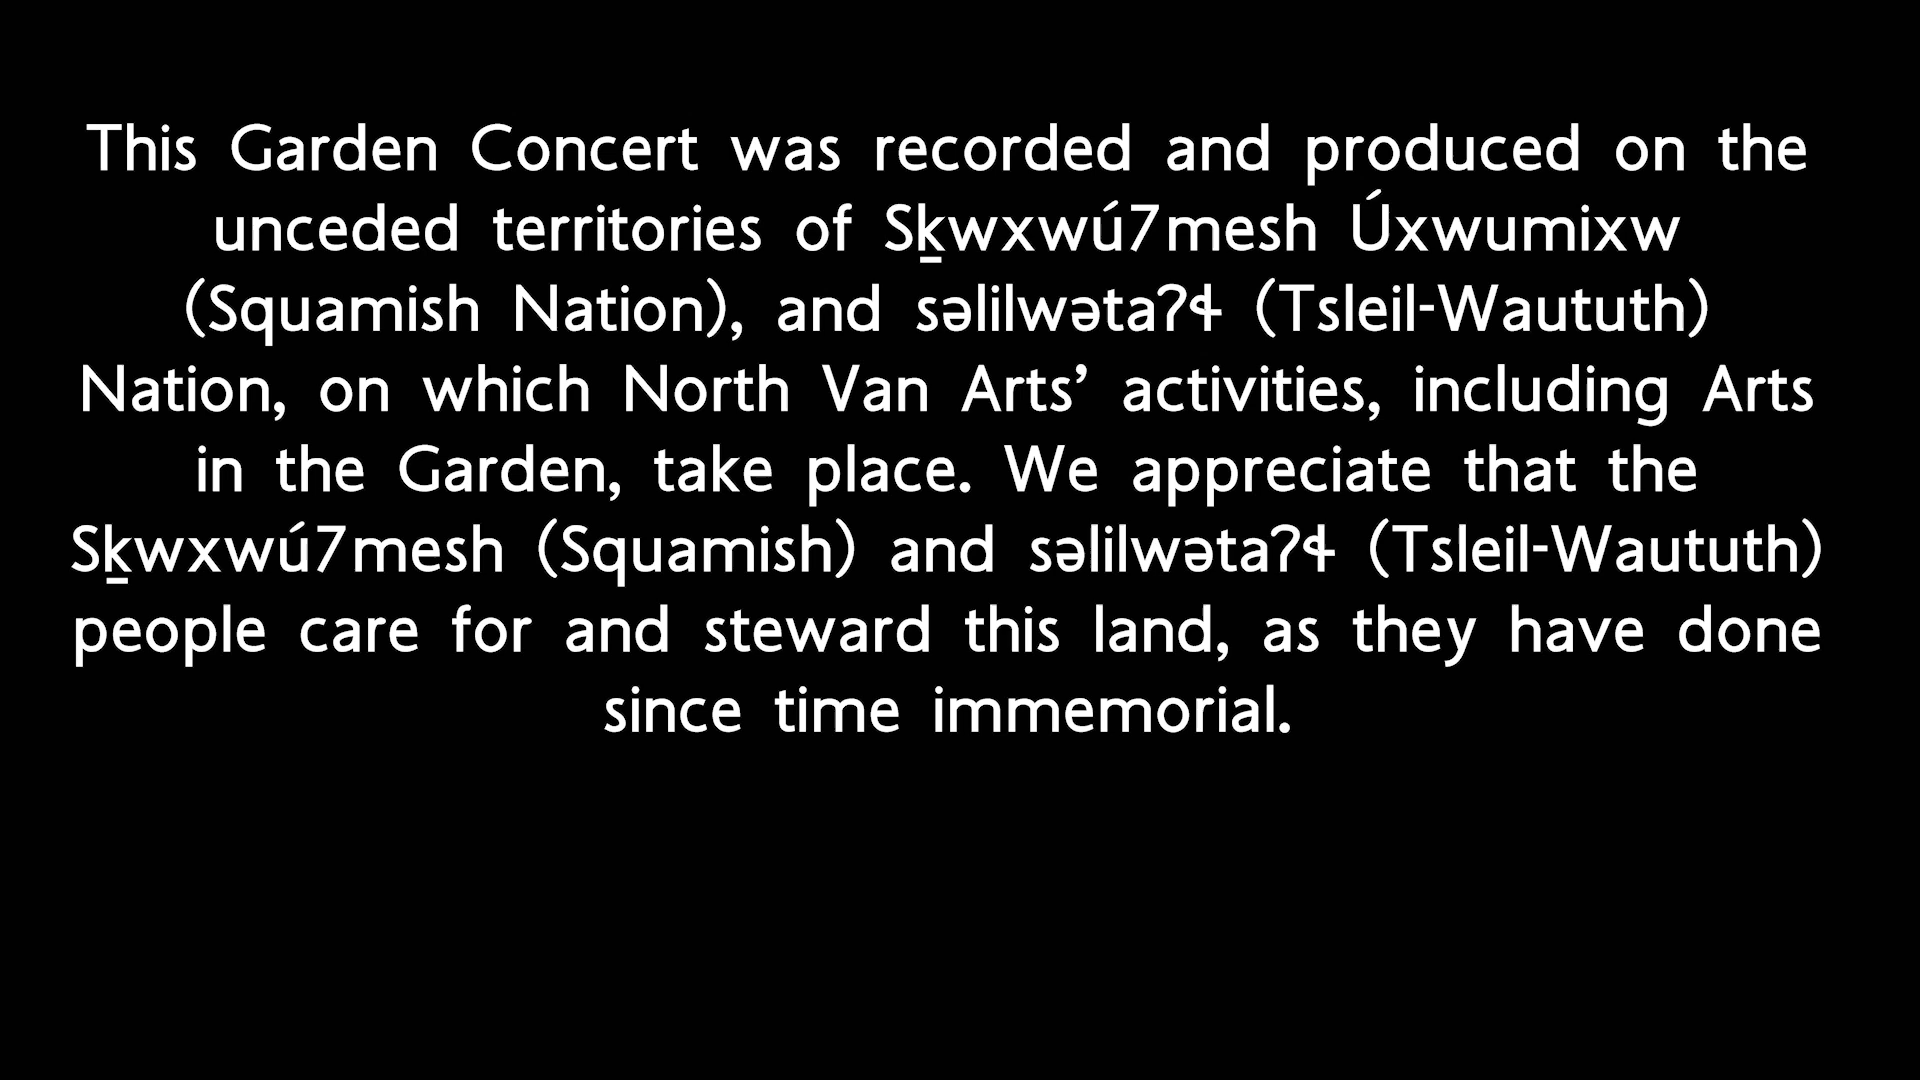 This Garden Concert was recorded and produced on the
unceded territories of Sḵwxwú7mesh Úxwumixw
(Squamish Nation), and səlilwətaʔɬ (Tsleil-Waututh)
Nation, on which North Van Arts’ activities, including Arts
in the Garden, take place. We appreciate that the
Sḵwxwú7mesh (Squamish) and səlilwətaʔɬ (Tsleil-Waututh)
people care for and steward this land, as they have done
since time immemorial.